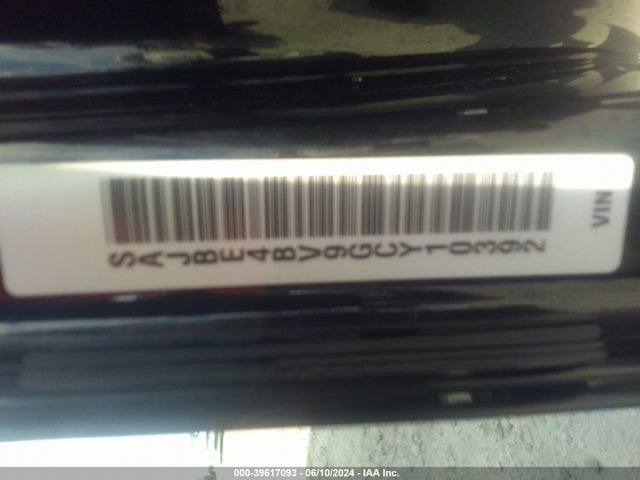 SAJBE4BV9GCY10392
VIN
000-39617093 - 06/10/2024 - IAA Inc.